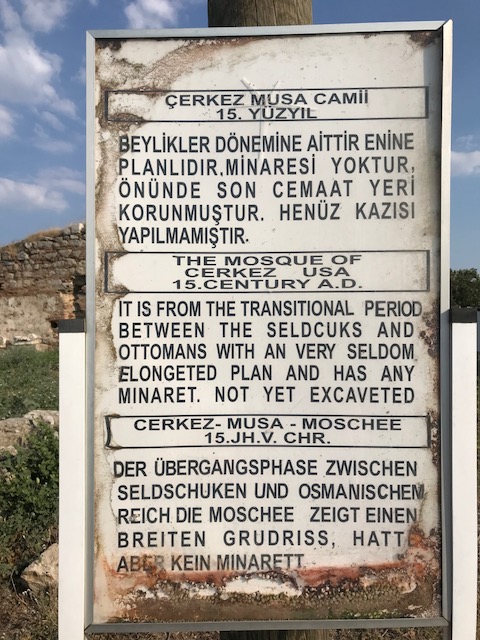 ÇERKEZ MUSA CAMİİ
15. YÜZYIL
BEYLİKLER DÖNEMİNE AİTTİR ENİNE
PLANLIDIR,MİNARESİ YOKTUR,
ÖNÜNDE SON CEMAAT YERİ
KORUNMUŞTUR. HENÜZ KAZISI
YAPILMAMIŞTIR.
THE MOSQUE OF
CERKEZ USA
15.CENTURY A.D.
IT IS FROM THE TRANSITIONAL PERIOD
BETWEEN THE SELDCUKS AND
OTTOMANS WITH AN VERY SELDOM
ELONGETED PLAN AND HAS ANY
MINARET. NOT YET EXCAVETED
CERKEZ- MUSA - MOSCHEE
15.JH.V. CHR.
DER ÜBERGANGSPHASE ZWISCHEN
SELDSCHUKEN UND OSMANISCHEM
REICH DIE MOSCHEE ZEIGT EINEN
BREITEN GRUDRISS, HATT
ABER KEIN MINARETT